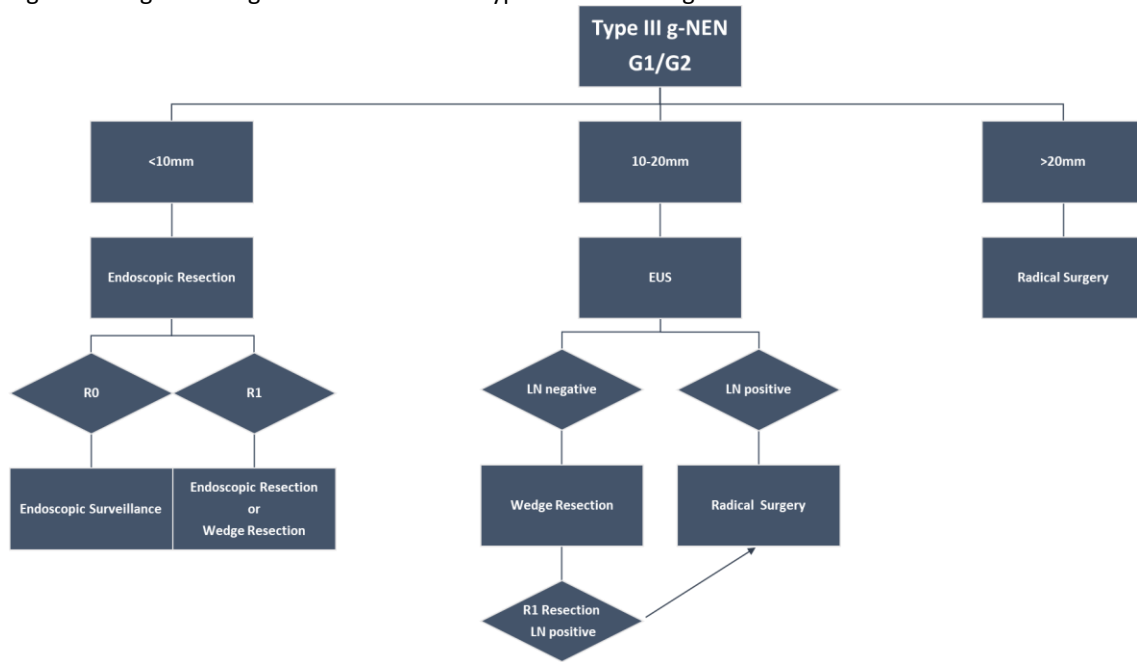 Type III g-NEN
G1/G2
<10mm
10-20mm
>20mm
Endoscopic Resection
EUS
Radical Surgery
R0
R1
LN negative
LN positive
Endoscopic Surveillance
Endoscopic Resection
or
Wedge Resection
Wedge Resection
Radical Surgery
R1 Resection
LN positive